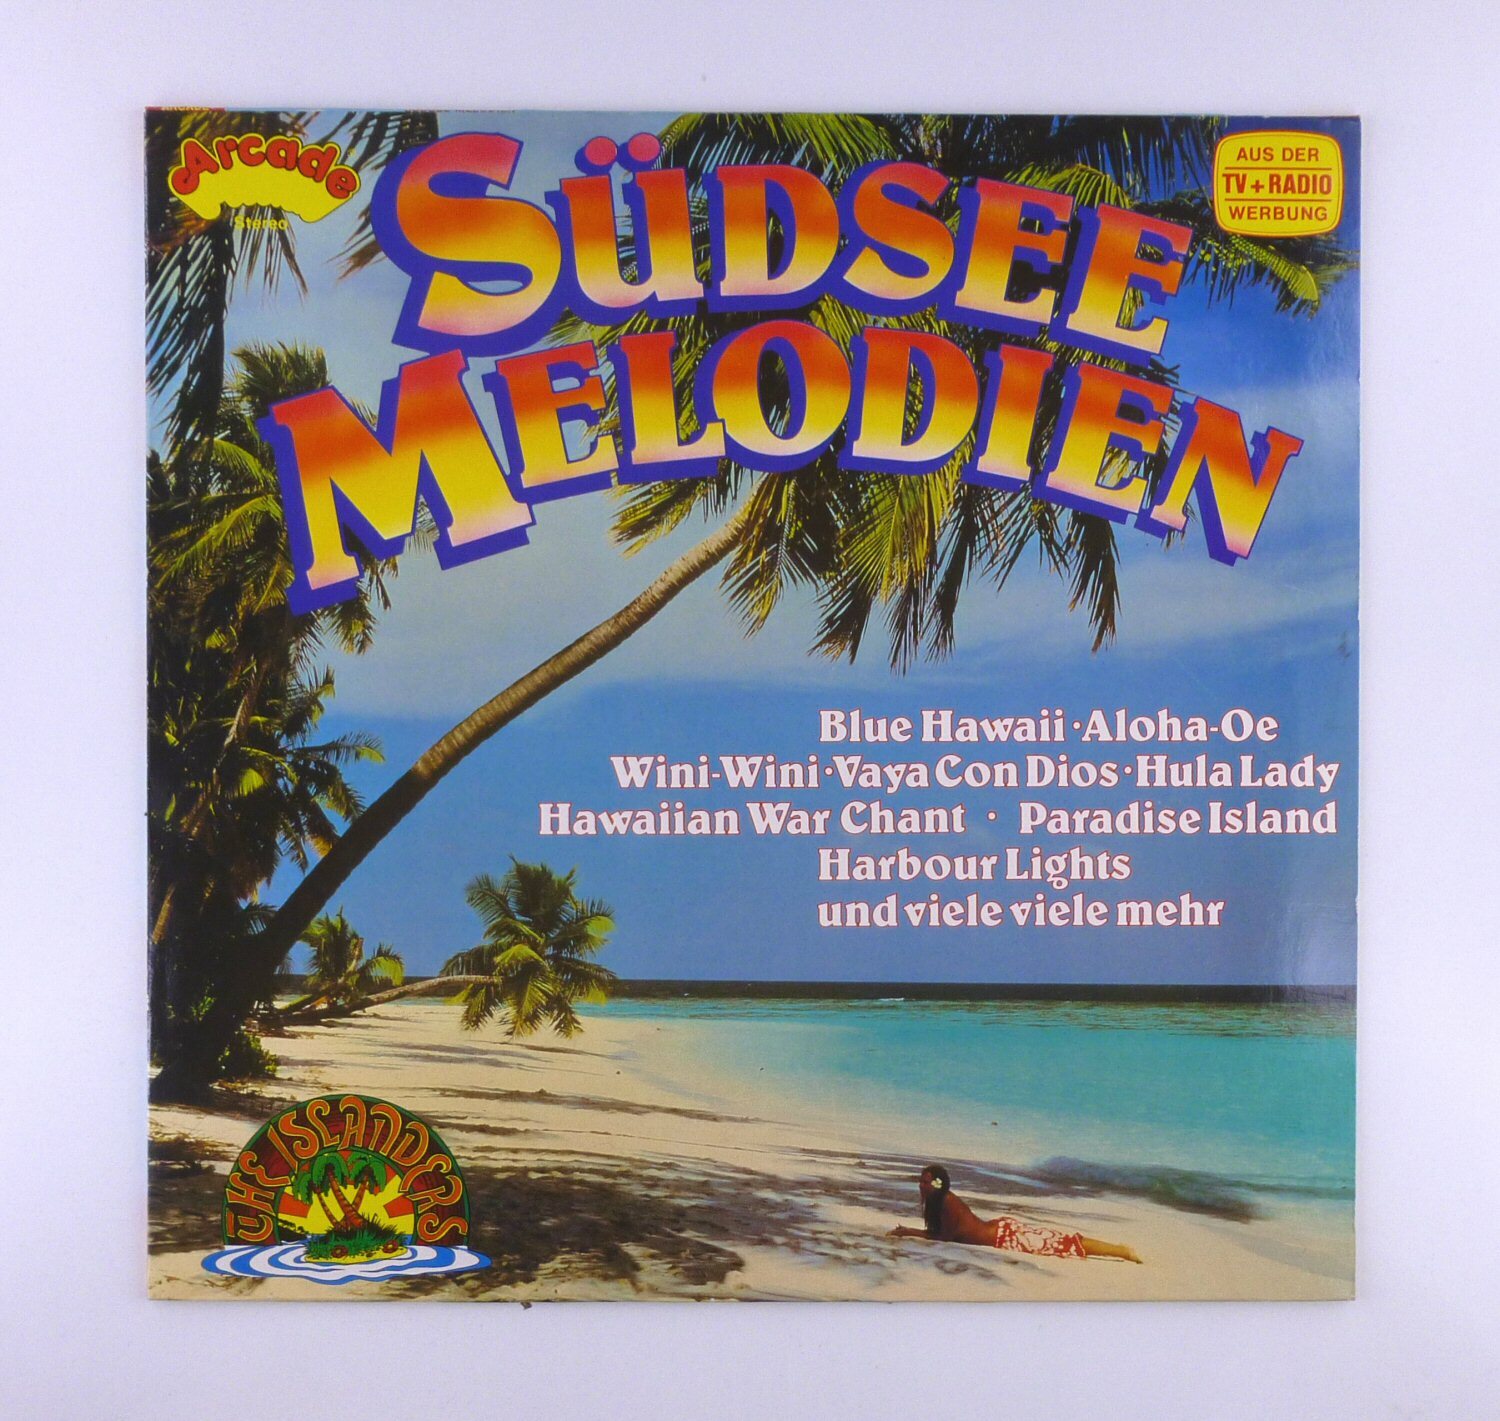 Arcade
Stereo
SÜDSEE
MELODIEN
AUS DER
TV + RADIO
WERBUNG
Blue Hawaii · Aloha-Oe
Wini-Wini · Vaya Con Dios · Hula Lady
Hawaiian War Chant · Paradise Island
Harbour Lights
und viele viele mehr
THE ISLANDERS